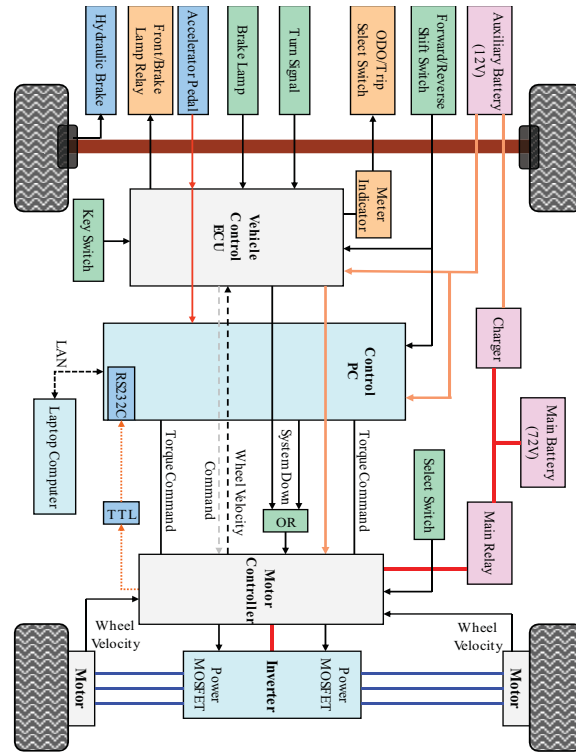 Hydraulic Brake
Front/Brake
Lamp Relay
Accelerator Pedal
Brake Lamp
Turn Signal
ODO/Trip
Select Switch
Forward/Reverse
Shift Switch
Auxiliary Battery
(12V)
Key Switch
Vehicle
Control
ECU
Meter
Indicator
Charger
Main Battery
(72V)
LAN
Laptop Computer
RS232C
Control
PC
TTL
Torque Command
Command
Wheel Velocity
System Down
OR
Torque Command
Select Switch
Main Relay
Motor
Controller
Wheel
Velocity
Wheel
Velocity
Motor
Power
MOSFET
Inverter
Power
MOSFET
Motor